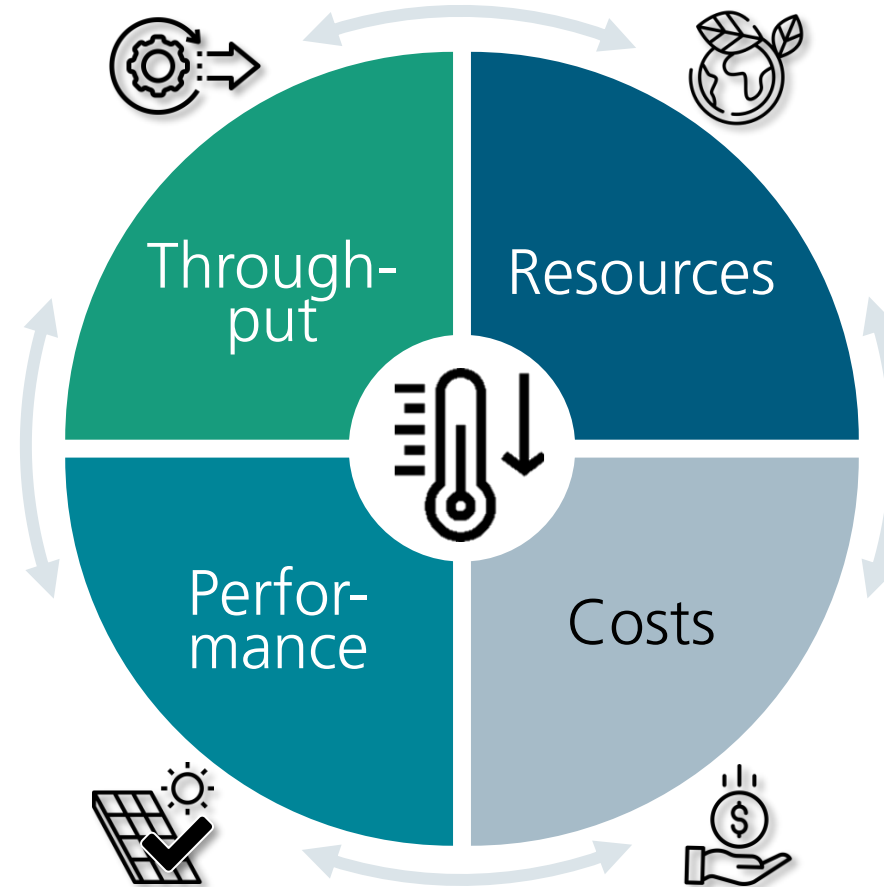 Through-
put
Resources
Perfor-
mance
Costs
$